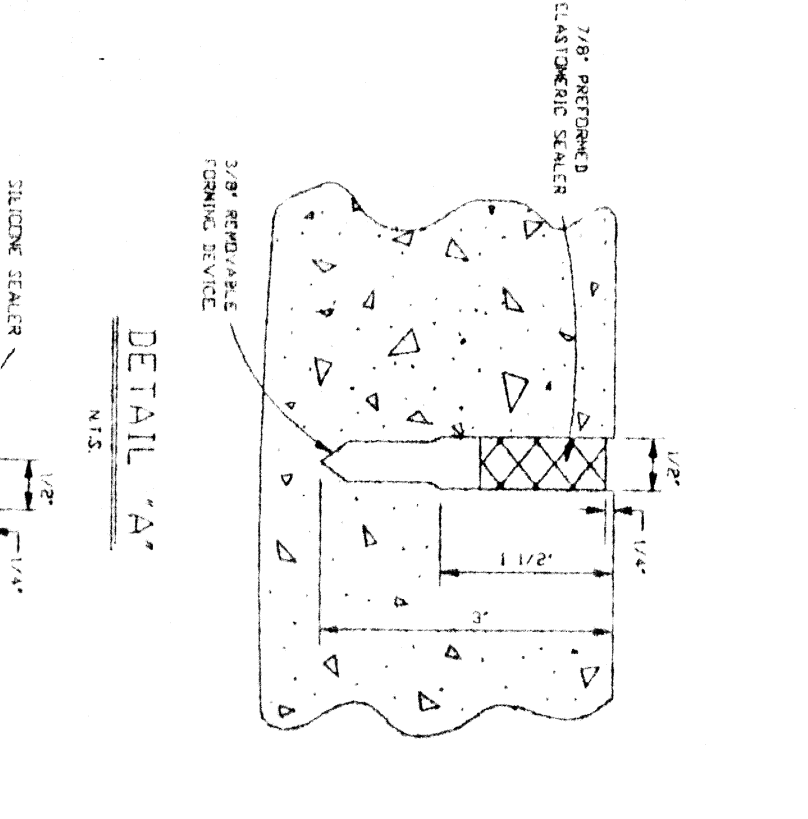 7/8" PREFORMED
ELASTOMERIC SEALER
1/2"
1/4"
1 1/2"
3"
3/8" REMOVABLE
FORMING DEVICE
DETAIL "A"
N.T.S.
SILICONE SEALER
1/2"
1/4"